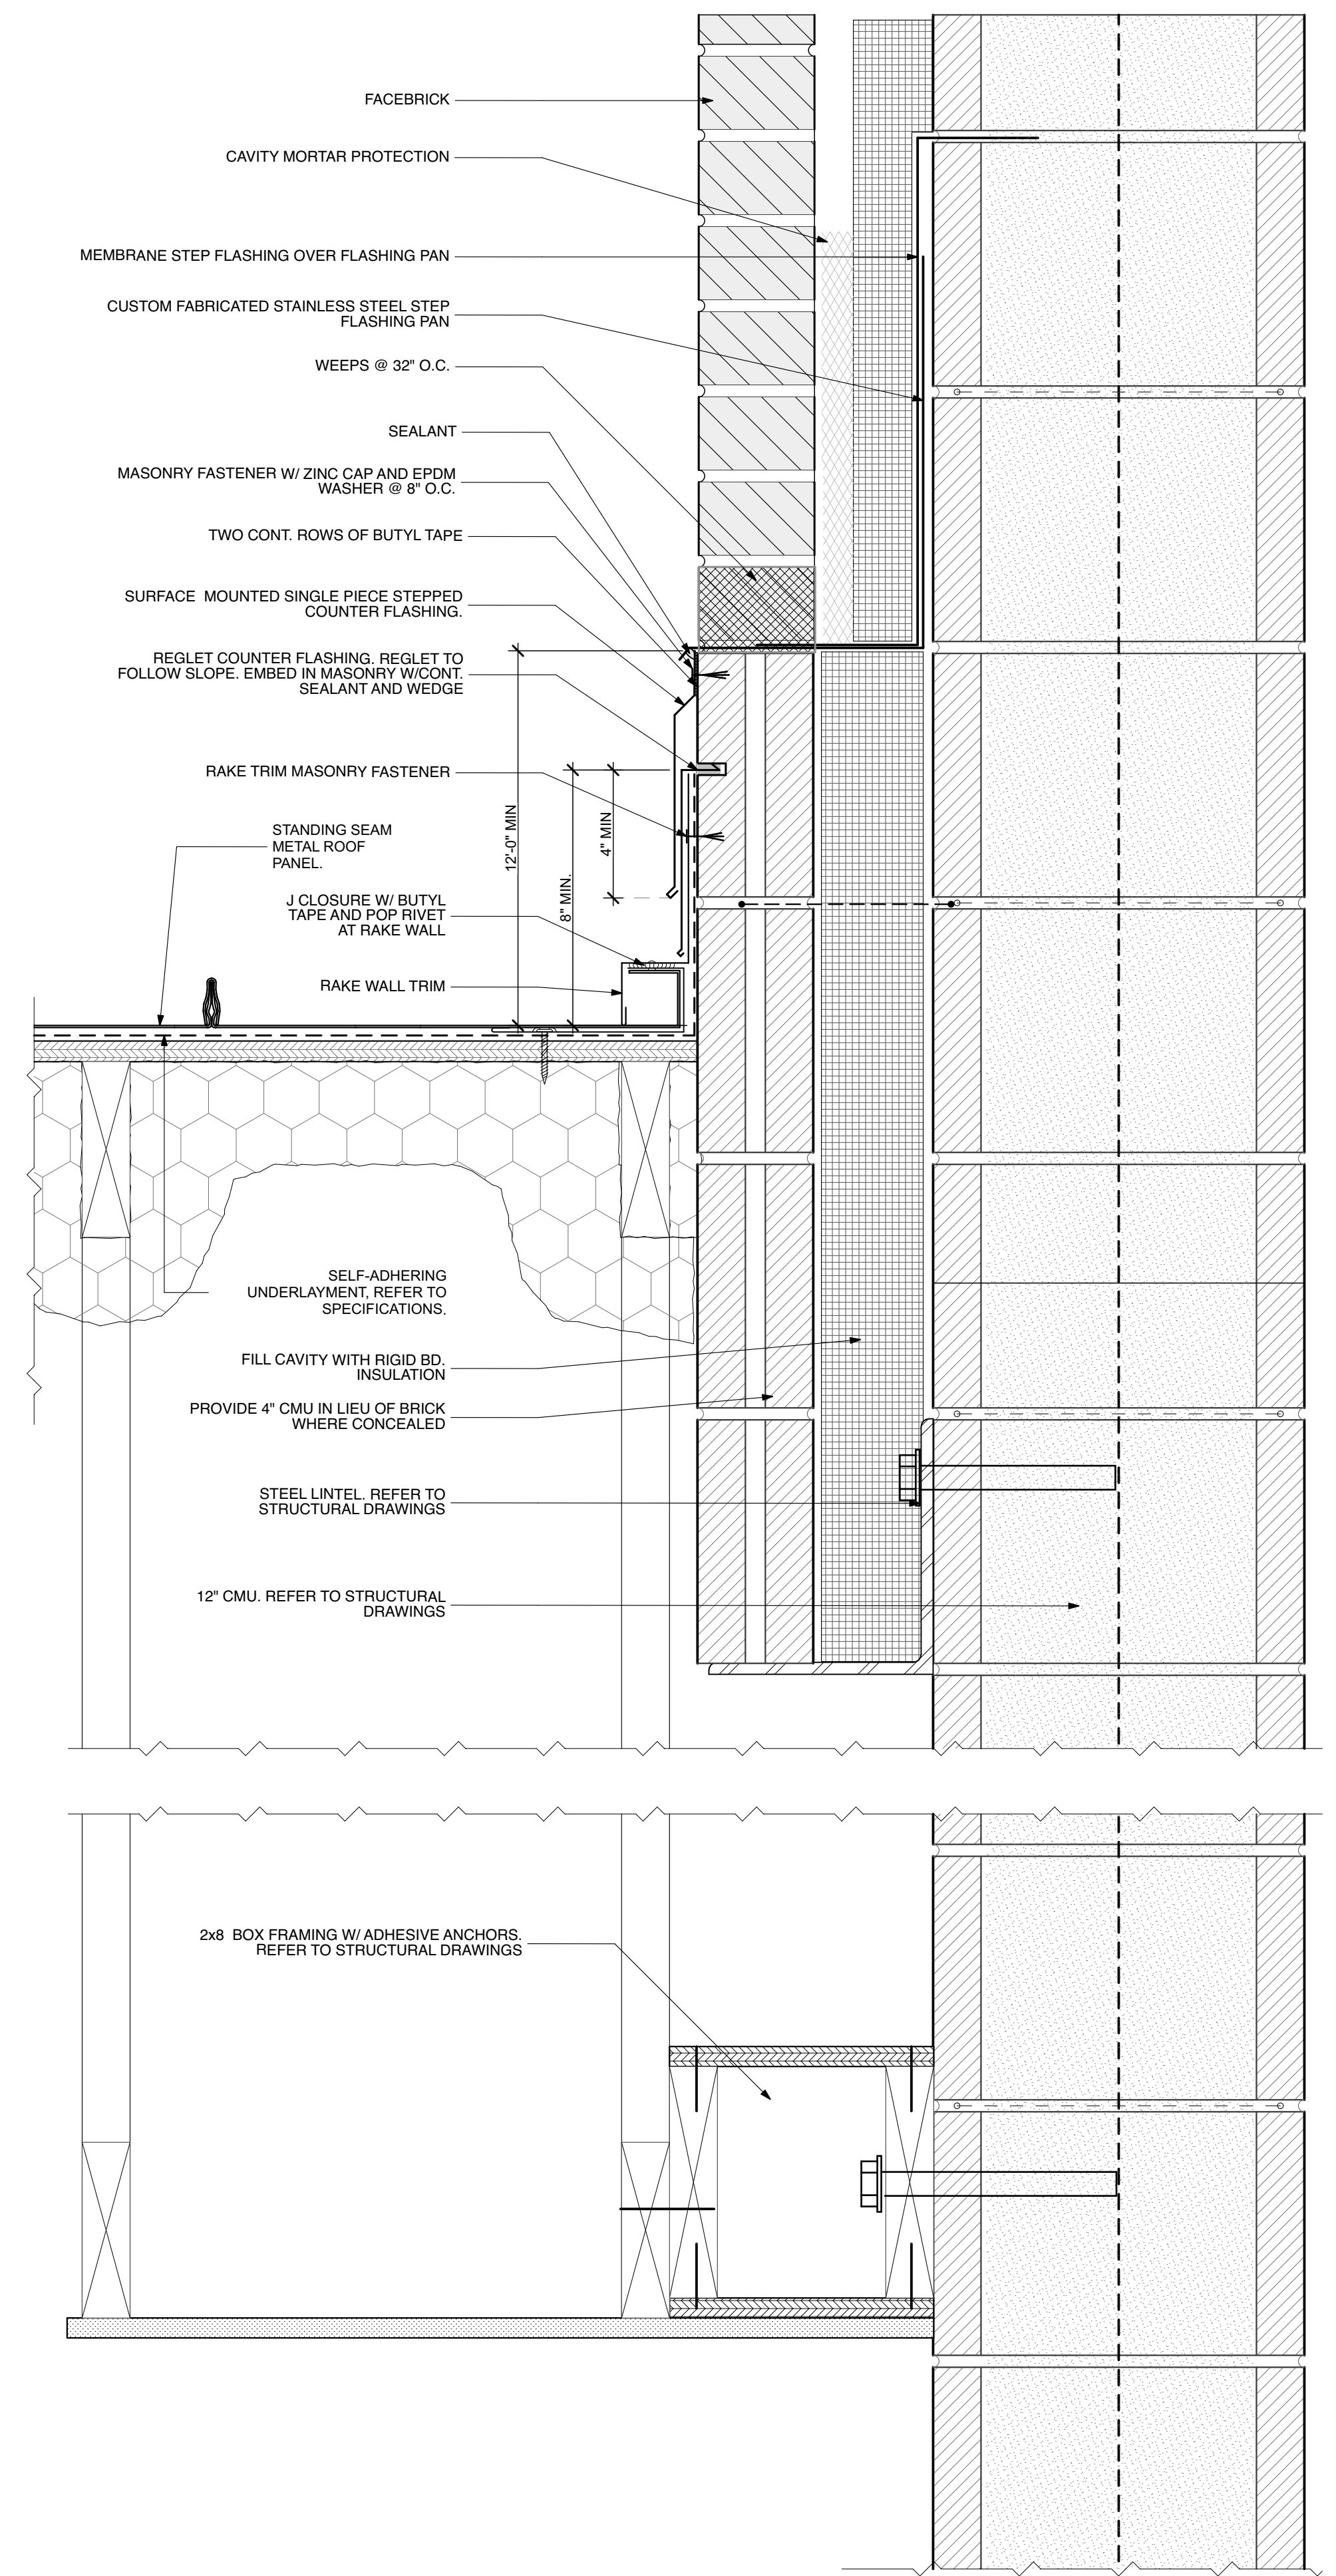 FACEBRICK
CAVITY MORTAR PROTECTION
MEMBRANE STEP FLASHING OVER FLASHING PAN
CUSTOM FABRICATED STAINLESS STEEL STEP
FLASHING PAN
WEEPS @ 32" O.C.
SEALANT
MASONRY FASTENER W/ ZINC CAP AND EPDM
WASHER @ 8" O.C.
TWO CONT. ROWS OF BUTYL TAPE
SURFACE MOUNTED SINGLE PIECE STEPPED
COUNTER FLASHING.
REGLET COUNTER FLASHING. REGLET TO
FOLLOW SLOPE. EMBED IN MASONRY W/CONT.
SEALANT AND WEDGE
RAKE TRIM MASONRY FASTENER
12'-0" MIN
4" MIN
8" MIN.
STANDING SEAM
METAL ROOF
PANEL.
J CLOSURE W/ BUTYL
TAPE AND POP RIVET
AT RAKE WALL
RAKE WALL TRIM
SELF-ADHERING
UNDERLAYMENT, REFER TO
SPECIFICATIONS.
FILL CAVITY WITH RIGID BD.
INSULATION
PROVIDE 4" CMU IN LIEU OF BRICK
WHERE CONCEALED
STEEL LINTEL. REFER TO
STRUCTURAL DRAWINGS
12" CMU. REFER TO STRUCTURAL
DRAWINGS
2x8 BOX FRAMING W/ ADHESIVE ANCHORS.
REFER TO STRUCTURAL DRAWINGS